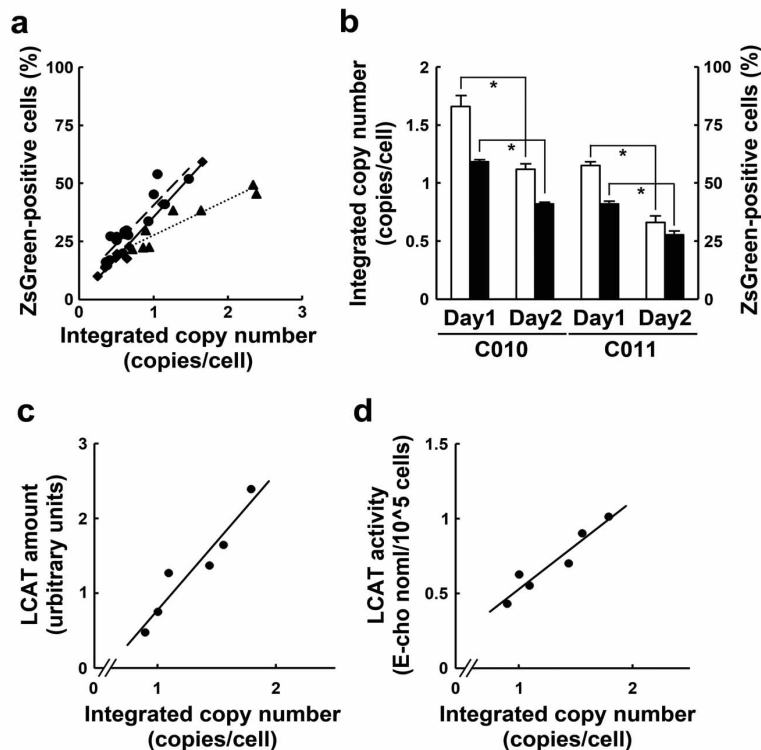 a
ZsGreen-positive cells (%)
100
75
50
25
0
0 1 2 3
Integrated copy number
(copies/cell)
b
Integrated copy number
(copies/cell)
2
1.5
1
0.5
0
* * * *
100
75
50
25
0
ZsGreen-positive cells (%)
Day1 Day2 Day1 Day2
C010 C011
c
LCAT amount
(urbitrary units)
3
2
1
0
0 1 2
Integrated copy number
(copies/cell)
d
LCAT activity
(E-cho noml/10^5 cells)
1.5
1
0.5
0
0 1 2
Integrated copy number
(copies/cell)